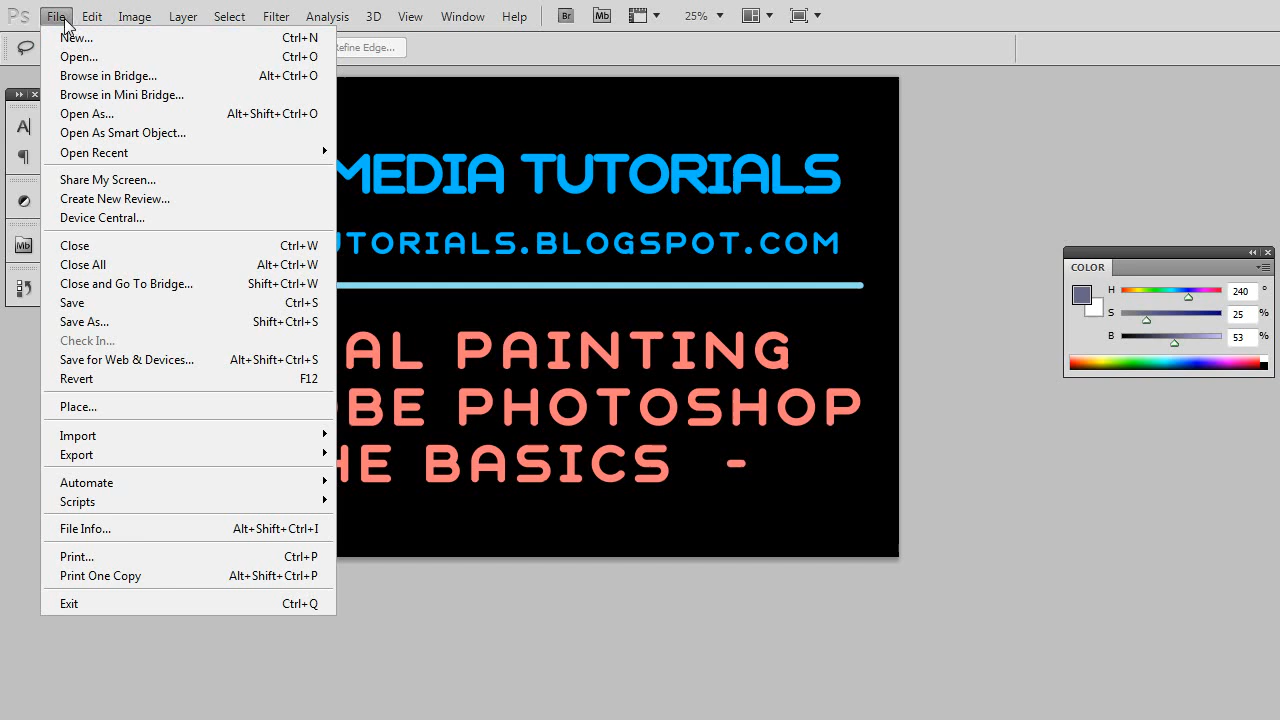 Ps File Edit Image Layer Select Filter Analysis 3D View Window Help Br Mb 25%
Refine Edge...
New... Ctrl+N
Open... Ctrl+O
Browse in Bridge... Alt+Ctrl+O
Browse in Mini Bridge...
Open As... Alt+Shift+Ctrl+O
Open As Smart Object...
Open Recent
Share My Screen...
Create New Review...
Device Central...
Close Ctrl+W
Close All Alt+Ctrl+W
Close and Go To Bridge... Shift+Ctrl+W
Save Ctrl+S
Save As... Shift+Ctrl+S
Check In...
Save for Web & Devices... Alt+Shift+Ctrl+S
Revert F12
Place...
Import
Export
Automate
Scripts
File Info... Alt+Shift+Ctrl+I
Print... Ctrl+P
Print One Copy Alt+Shift+Ctrl+P
Exit Ctrl+Q
A
¶
Mb
MEDIA TUTORIALS
UTORIALS.BLOGSPOT.COM
AL PAINTING
OBE PHOTOSHOP
HE BASICS -
COLOR
H 240 °
S 25 %
B 53 %